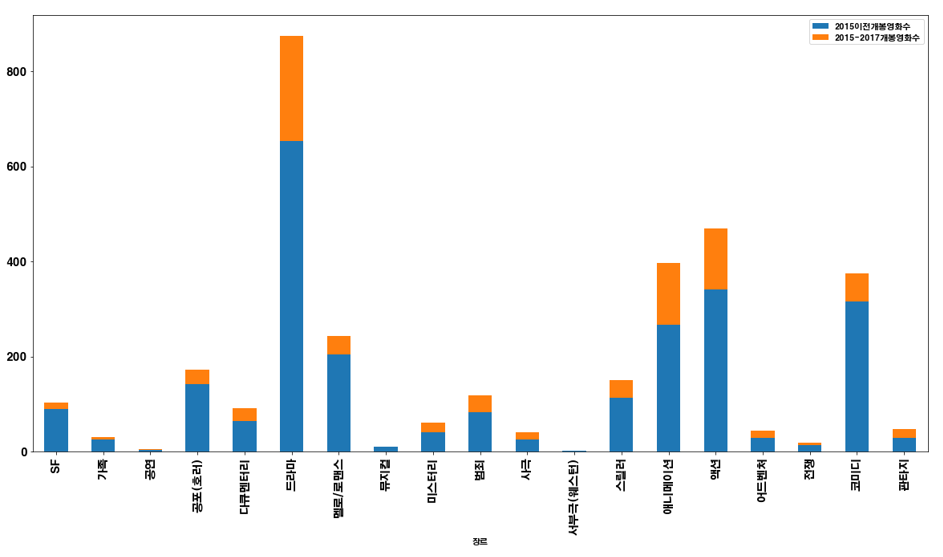 2015이전개봉영화수
2015-2017개봉영화수
800
600
400
200
0
SF
가족
공연
공포(호러)
다큐멘터리
드라마
멜로/로맨스
뮤지컬
미스터리
범죄
사극
서부극(웨스턴)
스릴러
애니메이션
액션
어드벤처
전쟁
코미디
판타지
장르